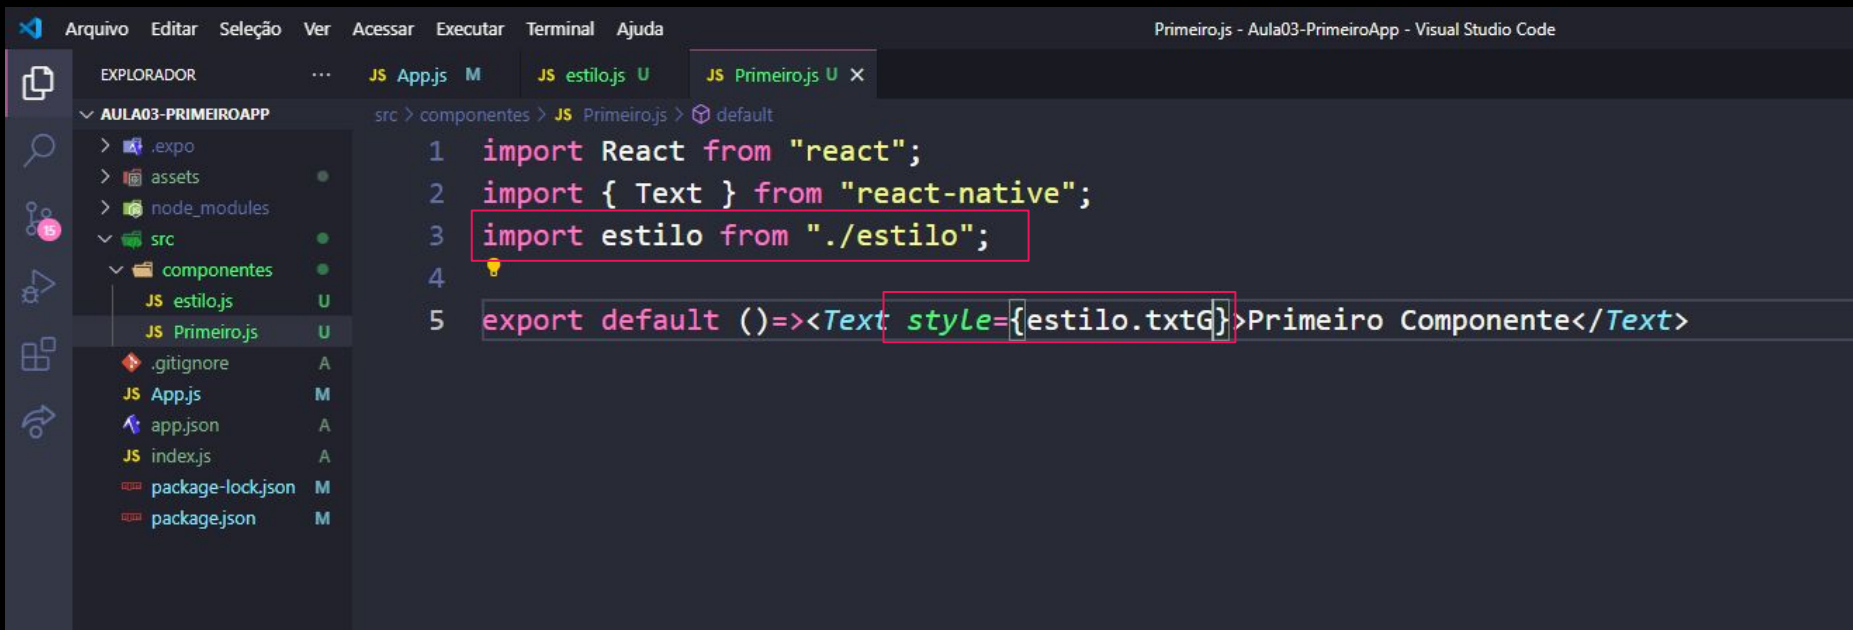 Arquivo Editar Seleção Ver Acessar Executar Terminal Ajuda
Primeiro.js - Aula03-PrimeiroApp - Visual Studio Code
EXPLORADOR ...
JS App.js M
JS estilo.js U
JS Primeiro.js U ×
AULA03-PRIMEIROAPP
src > componentes > JS Primeiro.js > default
.expo
assets
node_modules
15
src
componentes
JS estilo.js U
JS Primeiro.js U
.gitignore A
JS App.js M
app.json A
JS index.js A
package-lock.json M
package.json M
1 import React from "react";
2 import { Text } from "react-native";
3 import estilo from "./estilo";
4
5 export default ()=><Text style={estilo.txtG}>Primeiro Componente</Text>